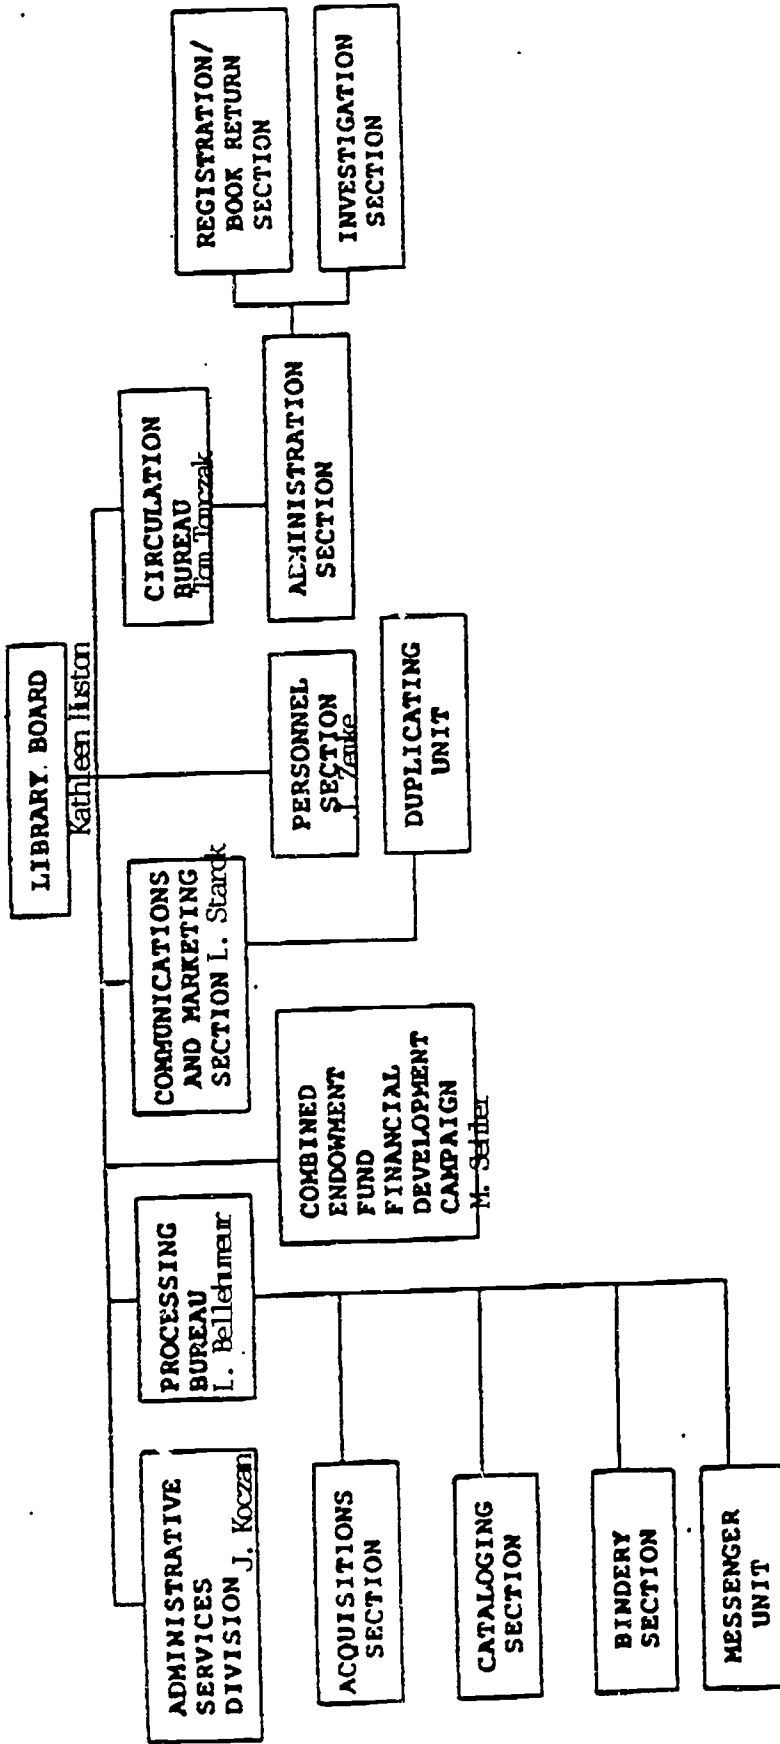 LIBRARY BOARD
Kathleen Huston
ADMINISTRATIVE
SERVICES
DIVISION J. Koczan
PROCESSING
BUREAU
L. Bellehumeur
COMMUNICATIONS
AND MARKETING
SECTION L. Starck
CIRCULATION
BUREAU
Tom Tomczak
COMBINED
ENDOWMENT
FUND
FINANCIAL
DEVELOPMENT
CAMPAIGN
M.
PERSONNEL
SECTION
J. Zemke
ADMINISTRATION
SECTION
REGISTRATION/
BOOK RETURN
SECTION
INVESTIGATION
SECTION
DUPLICATING
UNIT
ACQUISITIONS
SECTION
CATALOGING
SECTION
BINDERY
SECTION
MESSENGER
UNIT